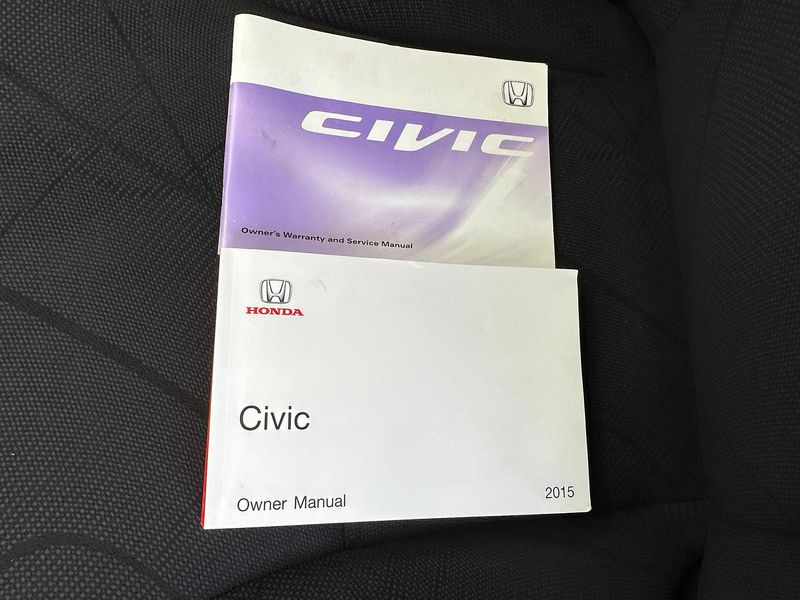 CIVIC
Owner's Warranty and Service Manual
HONDA
Civic
Owner Manual
2015